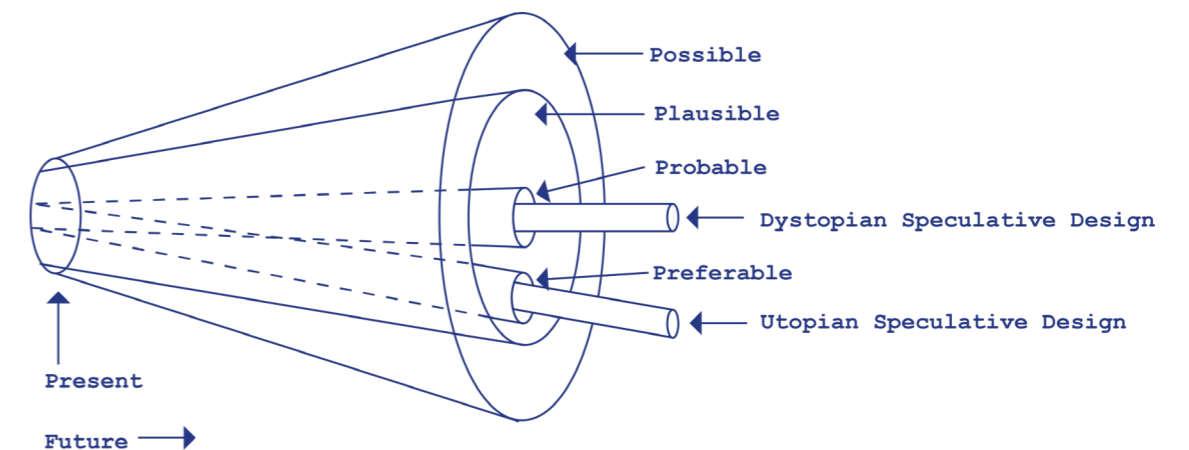 Possible
Plausible
Probable
Dystopian Speculative Design
Preferable
Utopian Speculative Design
Present
Future